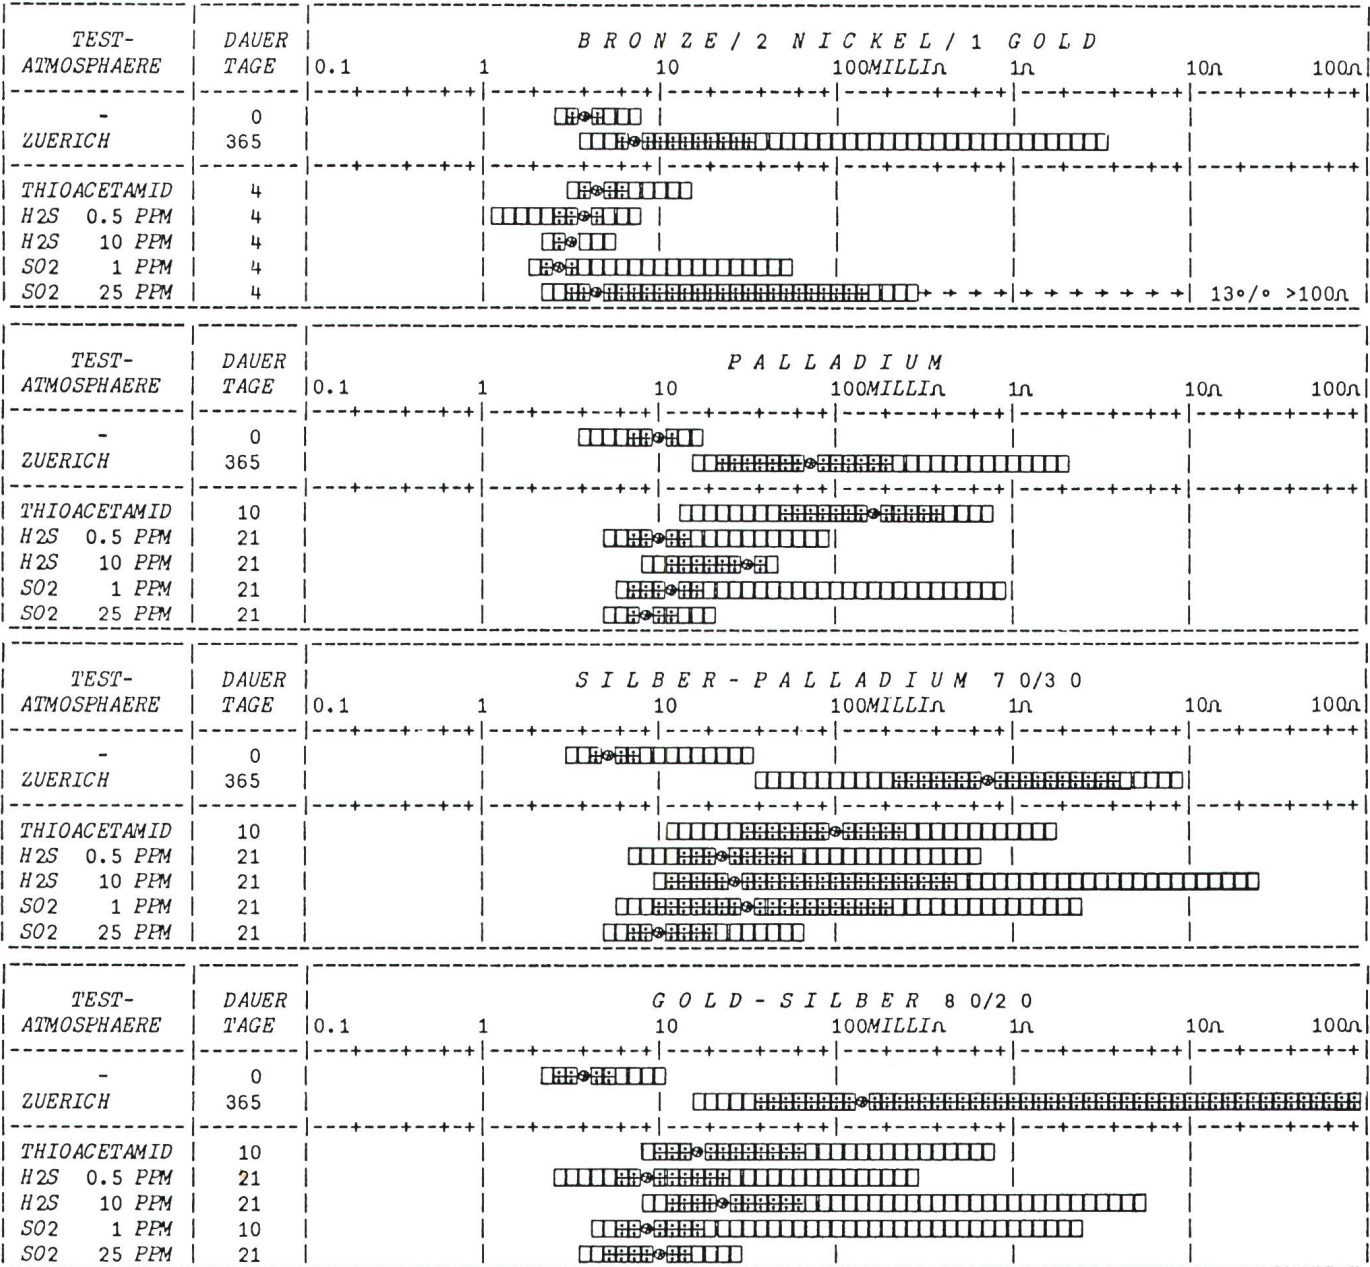 TEST- DAUER B R O N Z E / 2 N I C K E L / 1 G O L D
ATMOSPHAERE TAGE 0.1 1 10 100MILLIΩ 1Ω 10Ω 100Ω
- 0
ZUERICH 365
THIOACETAMID 4
H2S 0.5 PPM 4
H2S 10 PPM 4
SO2 1 PPM 4
SO2 25 PPM 4 13o/o >100Ω
TEST- DAUER P A L L A D I U M
ATMOSPHAERE TAGE 0.1 1 10 100MILLIΩ 1Ω 10Ω 100Ω
- 0
ZUERICH 365
THIOACETAMID 10
H2S 0.5 PPM 21
H2S 10 PPM 21
SO2 1 PPM 21
SO2 25 PPM 21
TEST- DAUER S I L B E R - P A L L A D I U M 7 0/3 0
ATMOSPHAERE TAGE 0.1 1 10 100MILLIΩ 1Ω 10Ω 100Ω
- 0
ZUERICH 365
THIOACETAMID 10
H2S 0.5 PPM 21
H2S 10 PPM 21
SO2 1 PPM 21
SO2 25 PPM 21
TEST- DAUER G O L D - S I L B E R 8 0/2 0
ATMOSPHAERE TAGE 0.1 1 10 100MILLIΩ 1Ω 10Ω 100Ω
- 0
ZUERICH 365
THIOACETAMID 10
H2S 0.5 PPM 21
H2S 10 PPM 21
SO2 1 PPM 10
SO2 25 PPM 21